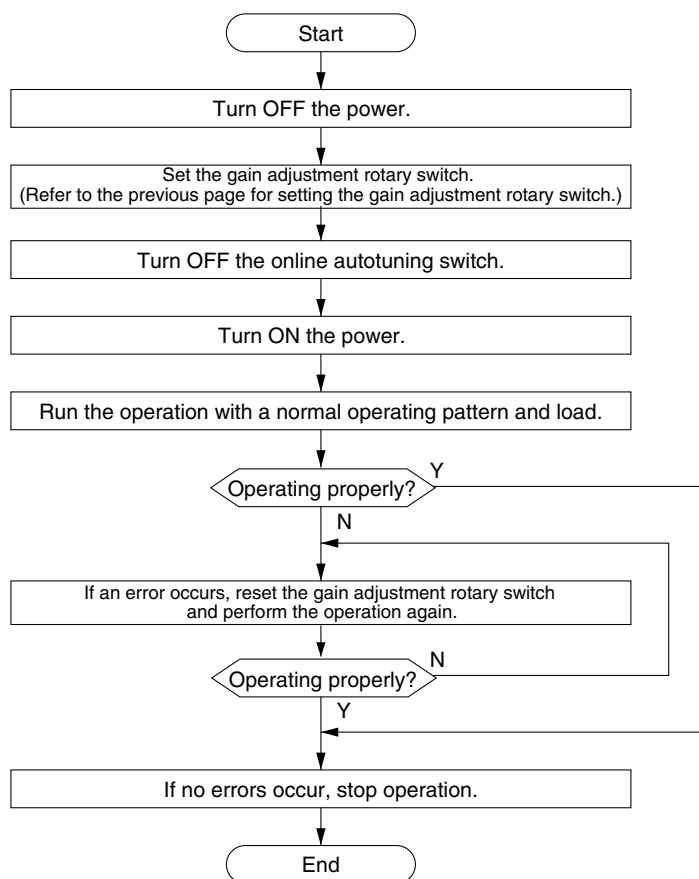 Start
Turn OFF the power.
Set the gain adjustment rotary switch.
(Refer to the previous page for setting the gain adjustment rotary switch.)
Turn OFF the online autotuning switch.
Turn ON the power.
Run the operation with a normal operating pattern and load.
Operating properly?
Y
N
If an error occurs, reset the gain adjustment rotary switch
and perform the operation again.
Operating properly?
N
Y
If no errors occur, stop operation.
End